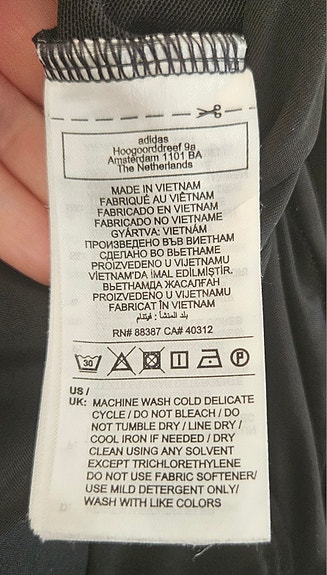 adidas
Hoogoorddreef 9a
Amsterdam 1101 BA
The Netherlands
MADE IN VIETNAM
FABRIQUÉ AU VIÊTNAM
FABRICADO EN VIETNAM
FABRICADO NO VIETNAME
GYÁRTVA: VIETNÁM
ПРОИЗВЕДЕНО ВЪВ ВИЕТНАМ
СДЕЛАНО ВО ВЬЕТНАМЕ
PROIZVEDENO U VIJETNAMU
VİETNAM'DA İMAL EDİLMİŞTİR.
ВЬЕТНАМДА ЖАСАЛҒАН
PROIZVEDENO U VIJETNAMU
FABRICAT ÎN VIETNAM
بلد المنشأ : فيتنام
RN# 88387 CA# 40312
30 P
US /
UK: MACHINE WASH COLD DELICATE
CYCLE / DO NOT BLEACH / DO
NOT TUMBLE DRY / LINE DRY /
COOL IRON IF NEEDED / DRY
CLEAN USING ANY SOLVENT
EXCEPT TRICHLORETHYLENE
DO NOT USE FABRIC SOFTENER/
USE MILD DETERGENT ONLY/
WASH WITH LIKE COLORS